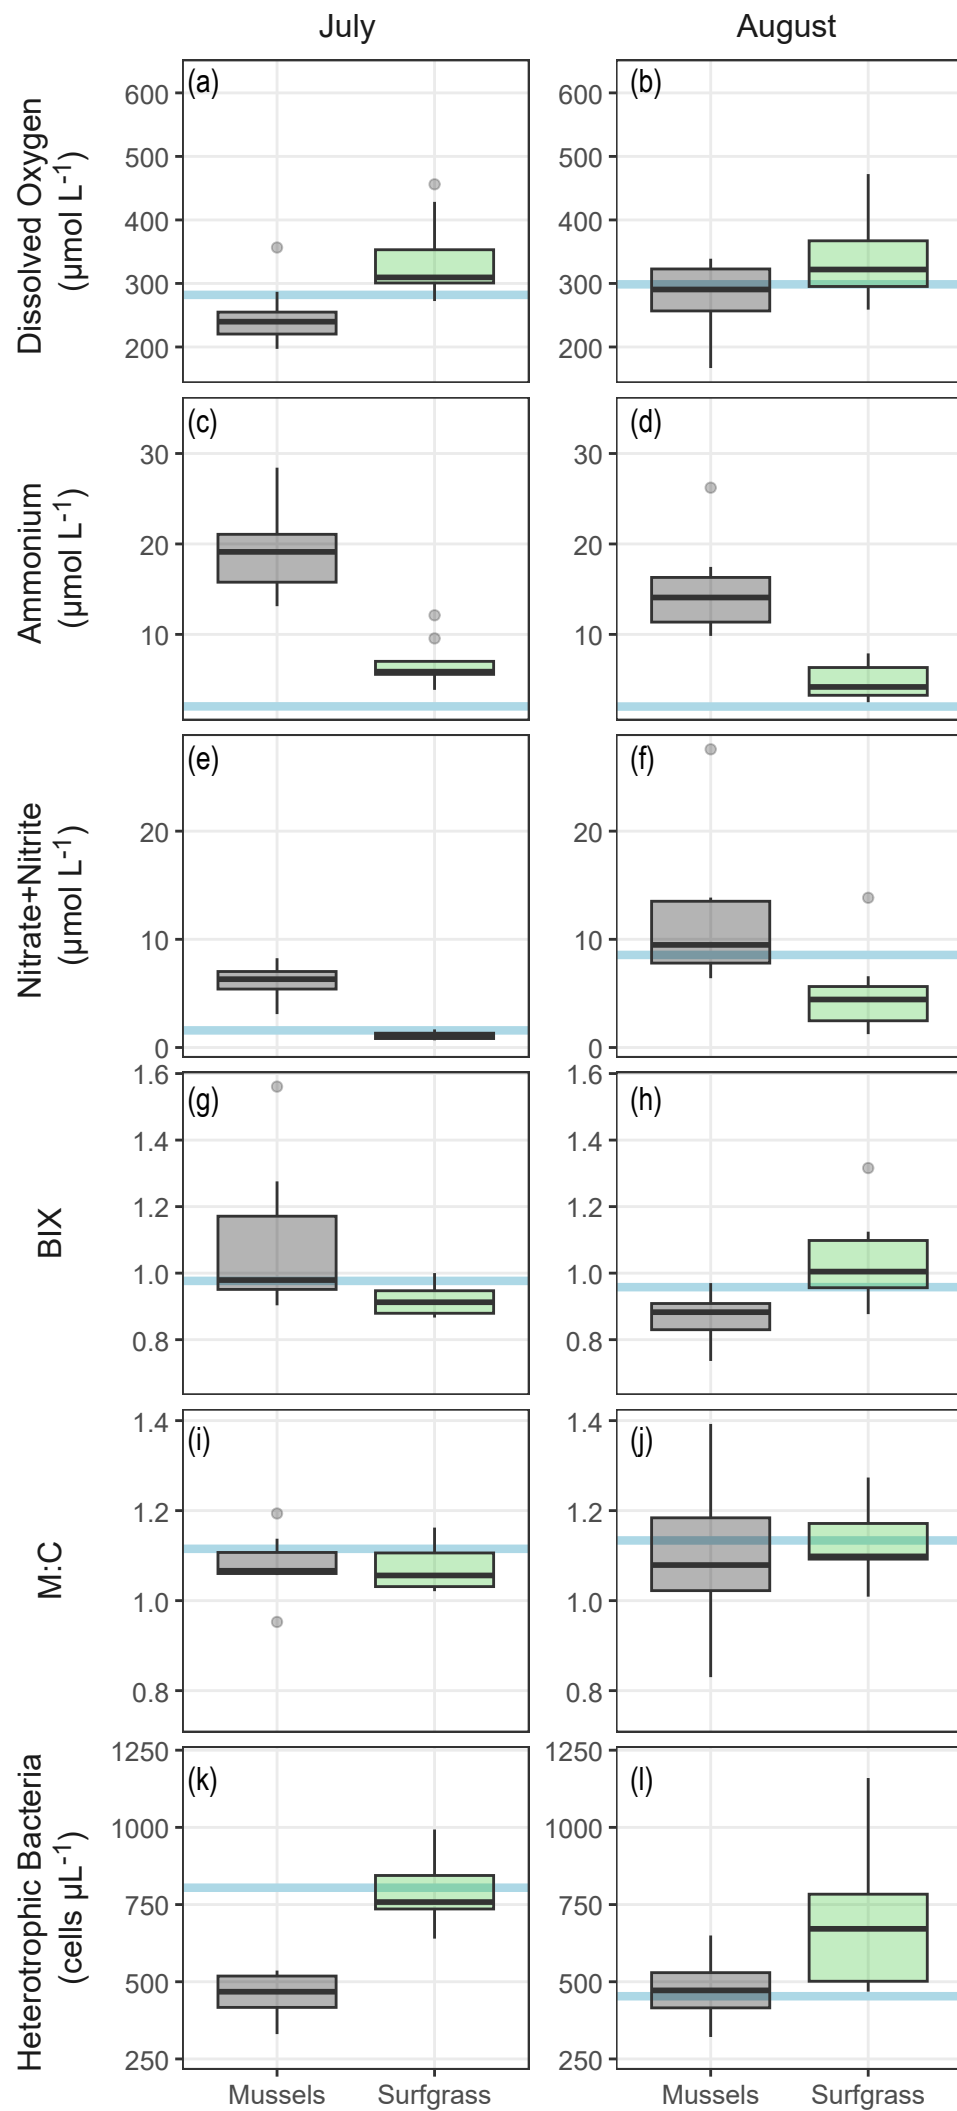 July
August
Dissolved Oxygen
(µmol L⁻¹)
(a)
600
500
400
300
200
(b)
600
500
400
300
200
Ammonium
(µmol L⁻¹)
(c)
30
20
10
(d)
30
20
10
Nitrate+Nitrite
(µmol L⁻¹)
(e)
20
10
0
(f)
20
10
0
BIX
(g)
1.6
1.4
1.2
1.0
0.8
(h)
1.6
1.4
1.2
1.0
0.8
M:C
(i)
1.4
1.2
1.0
0.8
(j)
1.4
1.2
1.0
0.8
Heterotrophic Bacteria
(cells µL⁻¹)
(k)
1250
1000
750
500
250
(l)
1250
1000
750
500
250
Mussels
Surfgrass
Mussels
Surfgrass